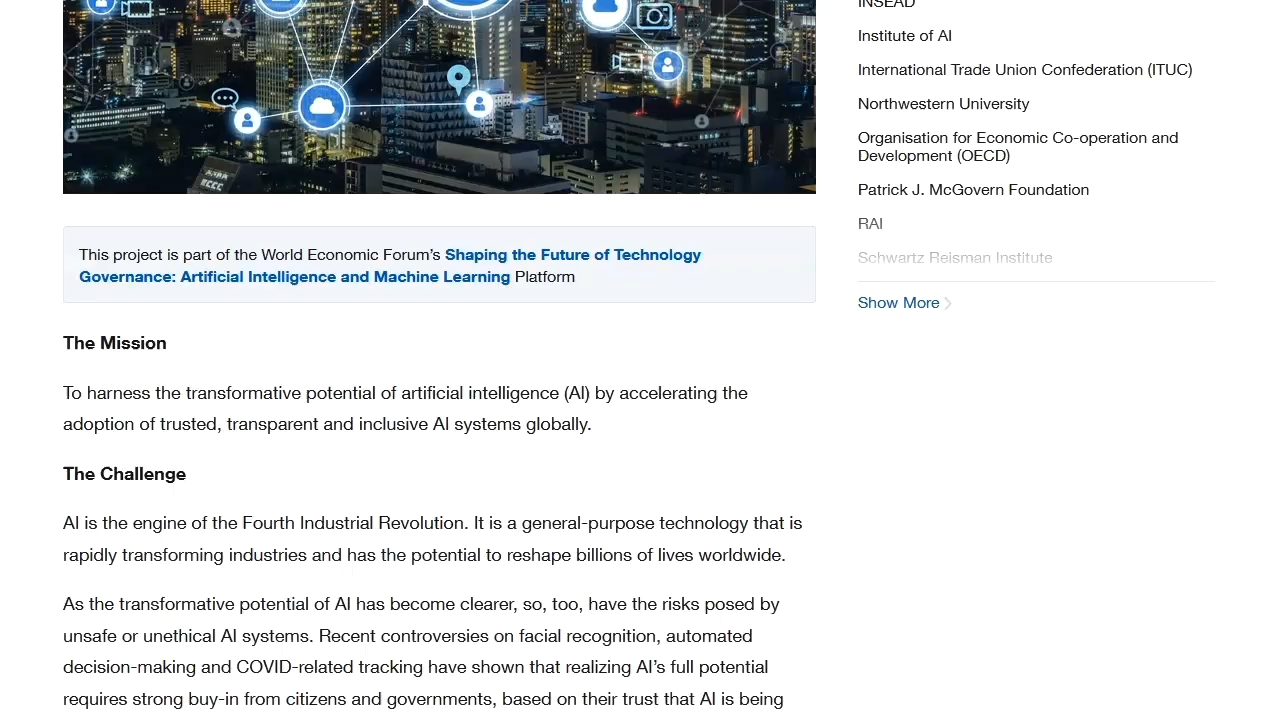 This project is part of the World Economic Forum’s Shaping the Future of Technology
Governance: Artificial Intelligence and Machine Learning Platform
The Mission
To harness the transformative potential of artificial intelligence (AI) by accelerating the
adoption of trusted, transparent and inclusive AI systems globally.
The Challenge
AI is the engine of the Fourth Industrial Revolution. It is a general-purpose technology that is
rapidly transforming industries and has the potential to reshape billions of lives worldwide.
As the transformative potential of AI has become clearer, so, too, have the risks posed by
unsafe or unethical AI systems. Recent controversies on facial recognition, automated
decision-making and COVID-related tracking have shown that realizing AI’s full potential
requires strong buy-in from citizens and governments, based on their trust that AI is being
INSEAD
Institute of AI
International Trade Union Confederation (ITUC)
Northwestern University
Organisation for Economic Co-operation and
Development (OECD)
Patrick J. McGovern Foundation
RAI
Schwartz Reisman Institute
Show More